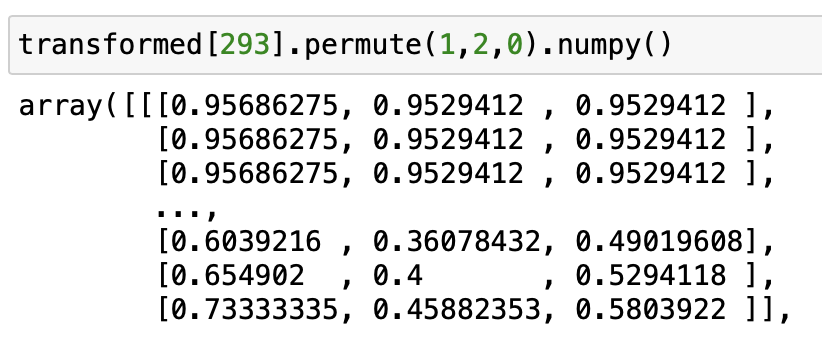 transformed[293].permute(1,2,0).numpy()
array([[[0.95686275, 0.9529412 , 0.9529412 ],
        [0.95686275, 0.9529412 , 0.9529412 ],
        [0.95686275, 0.9529412 , 0.9529412 ],
        ...,
        [0.6039216 , 0.36078432, 0.49019608],
        [0.654902  , 0.4       , 0.5294118 ],
        [0.73333335, 0.45882353, 0.5803922 ]],